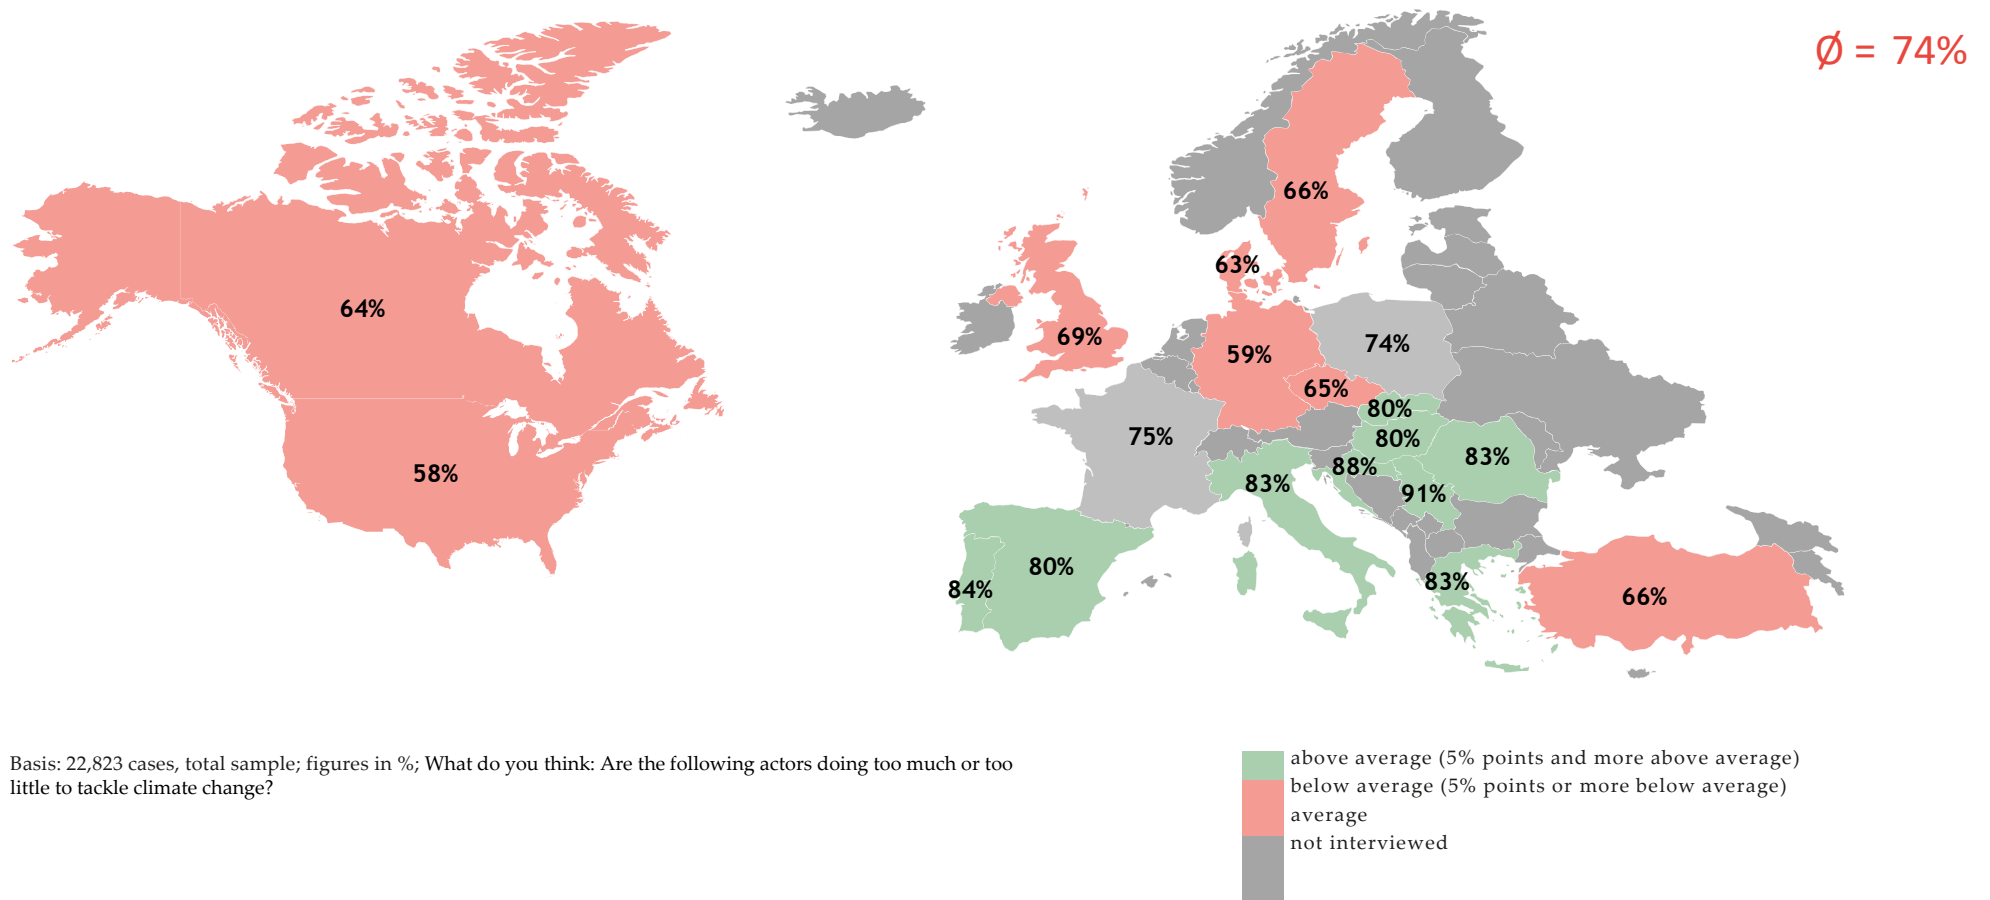 Ø = 74%
66%
63%
64%
69%
74%
59%
65%
80%
75%
80%
83%
88%
58%
83%
91%
80%
83%
84%
66%
Basis: 22,823 cases, total sample; figures in %; What do you think: Are the following actors doing too much or too
little to tackle climate change?
above average (5% points and more above average)
below average (5% points or more below average)
average
not interviewed